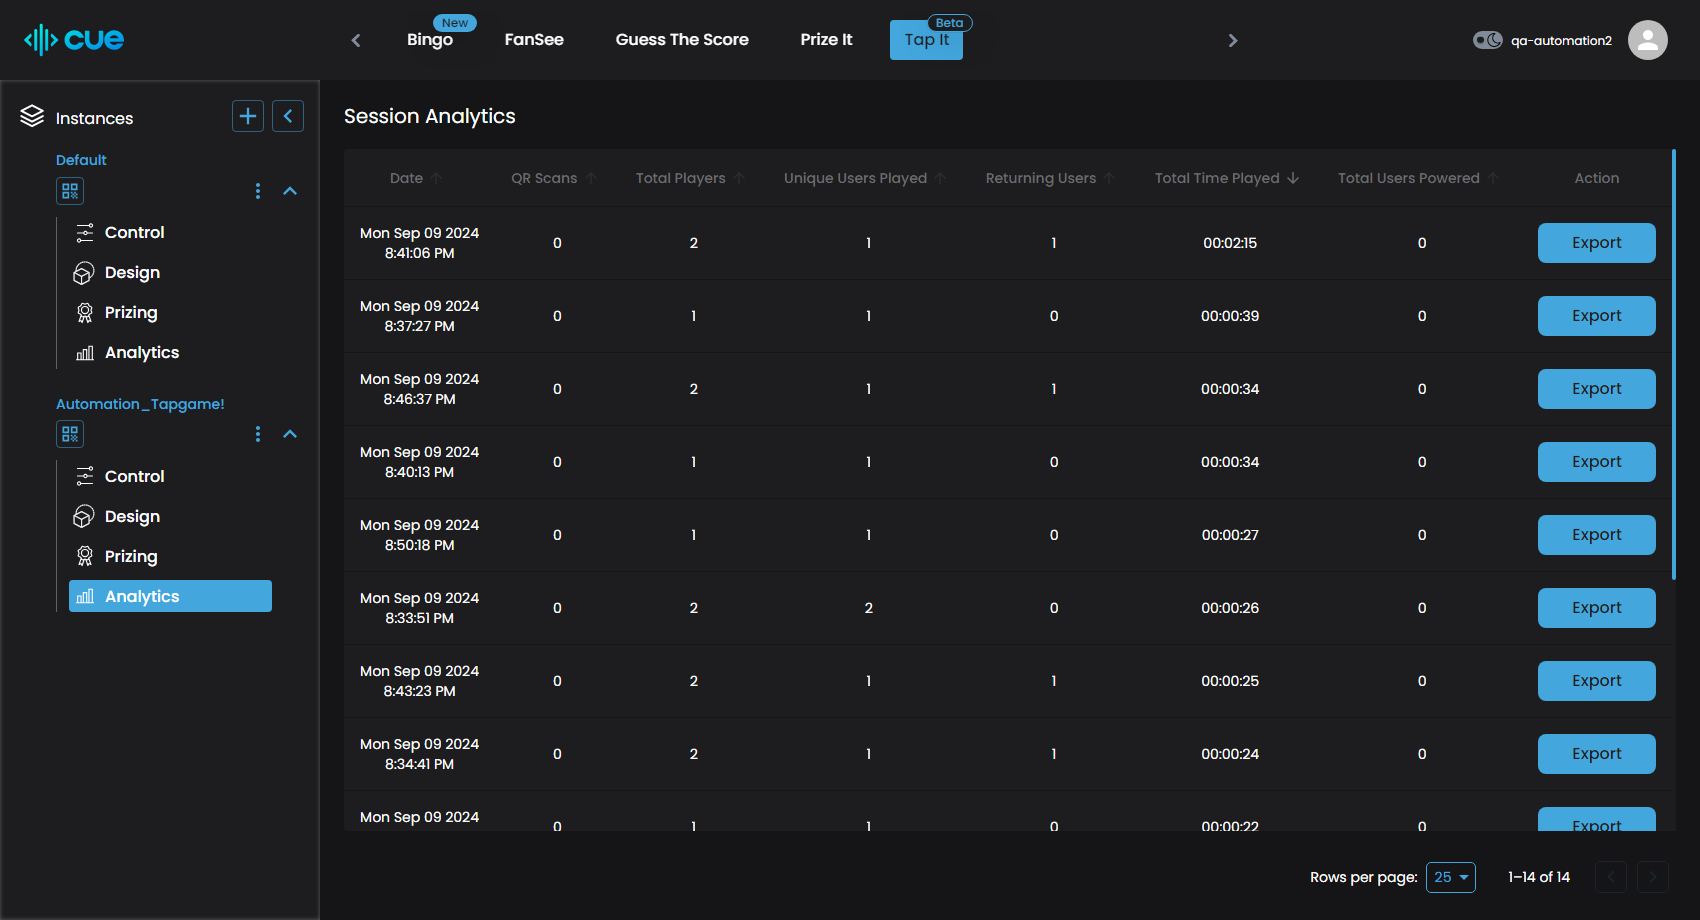 cue
Bingo
New
FanSee
Guess The Score
Prize It
Tap It
Beta
qa-automation2
Instances
Default
Control
Design
Prizing
Analytics
Automation_Tapgame!
Control
Design
Prizing
Analytics
Session Analytics
Date QR Scans Total Players Unique Users Played Returning Users Total Time Played Total Users Powered Action
Mon Sep 09 2024
8:41:06 PM
0 2 1 1 00:02:15 0 Export
Mon Sep 09 2024
8:37:27 PM
0 1 1 0 00:00:39 0 Export
Mon Sep 09 2024
8:46:37 PM
0 2 1 1 00:00:34 0 Export
Mon Sep 09 2024
8:40:13 PM
0 1 1 0 00:00:34 0 Export
Mon Sep 09 2024
8:50:18 PM
0 1 1 0 00:00:27 0 Export
Mon Sep 09 2024
8:33:51 PM
0 2 2 0 00:00:26 0 Export
Mon Sep 09 2024
8:43:23 PM
0 2 1 1 00:00:25 0 Export
Mon Sep 09 2024
8:34:41 PM
0 2 1 1 00:00:24 0 Export
Mon Sep 09 2024
0 1 1 0 00:00:22 0 Export
Rows per page: 25 1–14 of 14